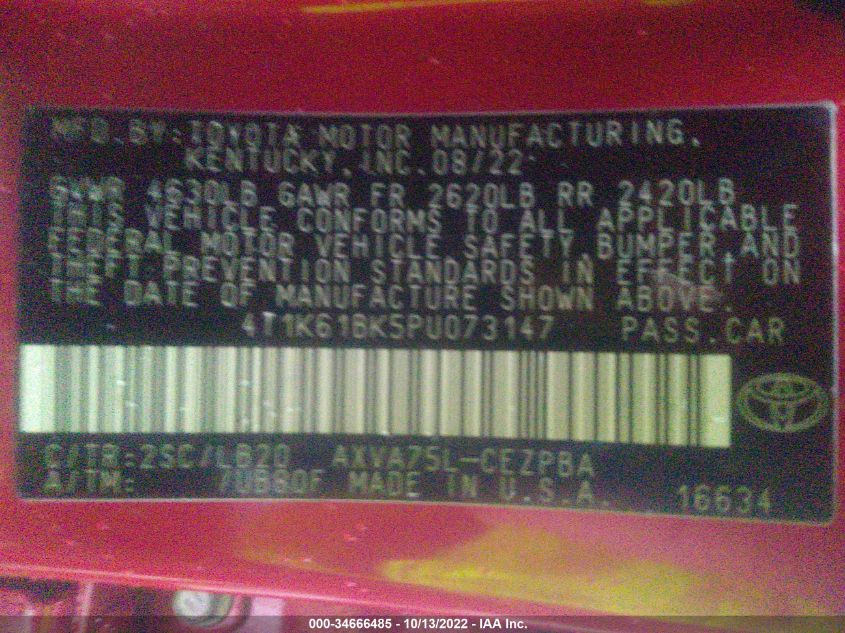 MFD. BY: TOYOTA MOTOR MANUFACTURING,
KENTUCKY, INC. 08/22
GVWR 4630LB GAWR FR 2620LB RR 2420LB
THIS VEHICLE CONFORMS TO ALL APPLICABLE
FEDERAL MOTOR VEHICLE SAFETY, BUMPER, AND
THEFT PREVENTION STANDARDS IN EFFECT ON
THE DATE OF MANUFACTURE SHOWN ABOVE.
4T1K61BK5PU073147 PASS. CAR
C/TR: 2SC/LB20 AXVA75L-CEZPBA
A/TM: MADE IN U.S.A. 16634
000-34666485 - 10/13/2022 - IAA Inc.